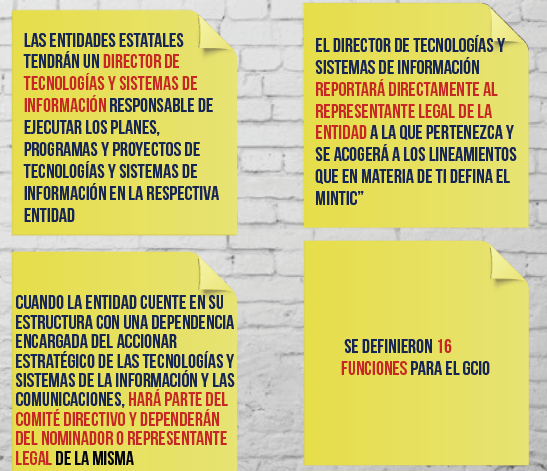 LAS ENTIDADES ESTATALES
TENDRÁN UN DIRECTOR DE
TECNOLOGÍAS Y SISTEMAS DE
INFORMACIÓN RESPONSABLE DE
EJECUTAR LOS PLANES,
PROGRAMAS Y PROYECTOS DE
TECNOLOGÍAS Y SISTEMAS DE
INFORMACIÓN EN LA RESPECTIVA
ENTIDAD
EL DIRECTOR DE TECNOLOGÍAS Y
SISTEMAS DE INFORMACIÓN
REPORTARÁ DIRECTAMENTE AL
REPRESENTANTE LEGAL DE LA
ENTIDAD A LA QUE PERTENEZCA Y
SE ACOGERÁ A LOS LINEAMIENTOS
QUE EN MATERIA DE TI DEFINA EL
MINTIC”
CUANDO LA ENTIDAD CUENTE EN SU
ESTRUCTURA CON UNA DEPENDENCIA
ENCARGADA DEL ACCIONAR
ESTRATÉGICO DE LAS TECNOLOGÍAS Y
SISTEMAS DE LA INFORMACIÓN Y LAS
COMUNICACIONES, HARÁ PARTE DEL
COMITÉ DIRECTIVO Y DEPENDERÁN
DEL NOMINADOR O REPRESENTANTE
LEGAL DE LA MISMA
SE DEFINIERON 16
FUNCIONES PARA EL GCIO